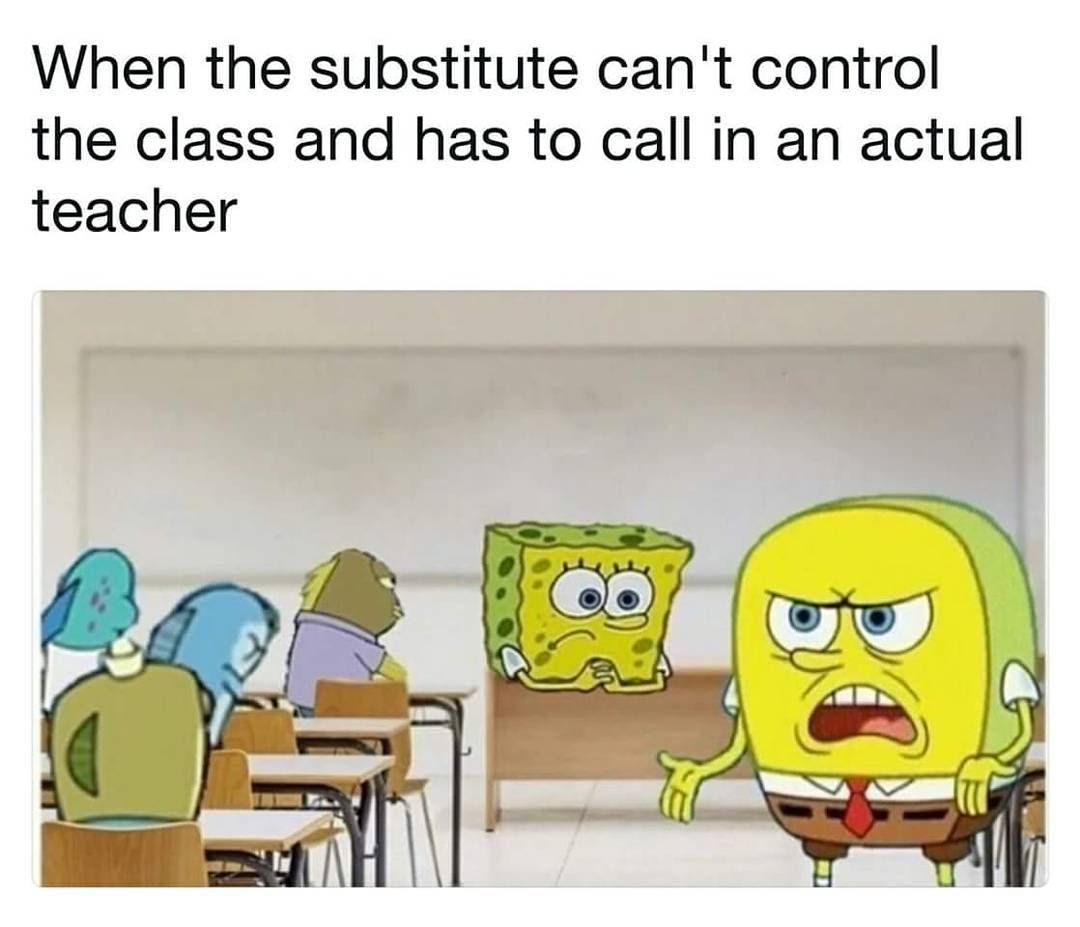 When the substitute can't control
the class and has to call in an actual
teacher